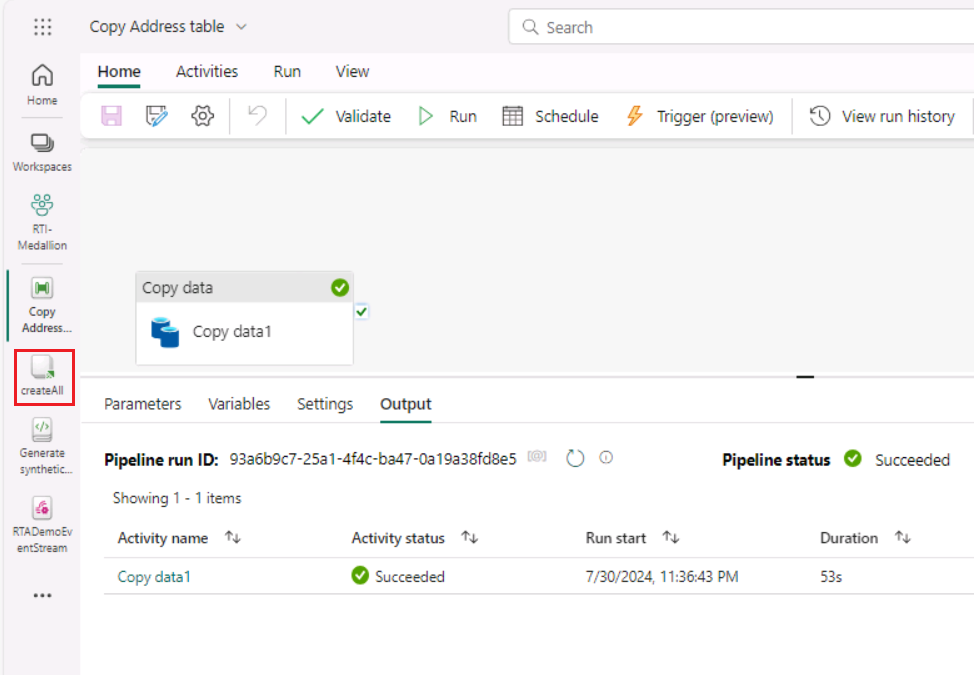 Copy Address table
Search
Home
Workspaces
RTI-
Medallion
Copy
Address...
createAll
Generate
synthetic...
RTADemoEv
entStream
Home Activities Run View
Validate Run Schedule Trigger (preview) View run history
Copy data
Copy data1
Parameters Variables Settings Output
Pipeline run ID: 93a6b9c7-25a1-4f4c-ba47-0a19a38fd8e5 Pipeline status Succeeded
Showing 1 - 1 items
Activity name Activity status Run start Duration
Copy data1 Succeeded 7/30/2024, 11:36:43 PM 53s